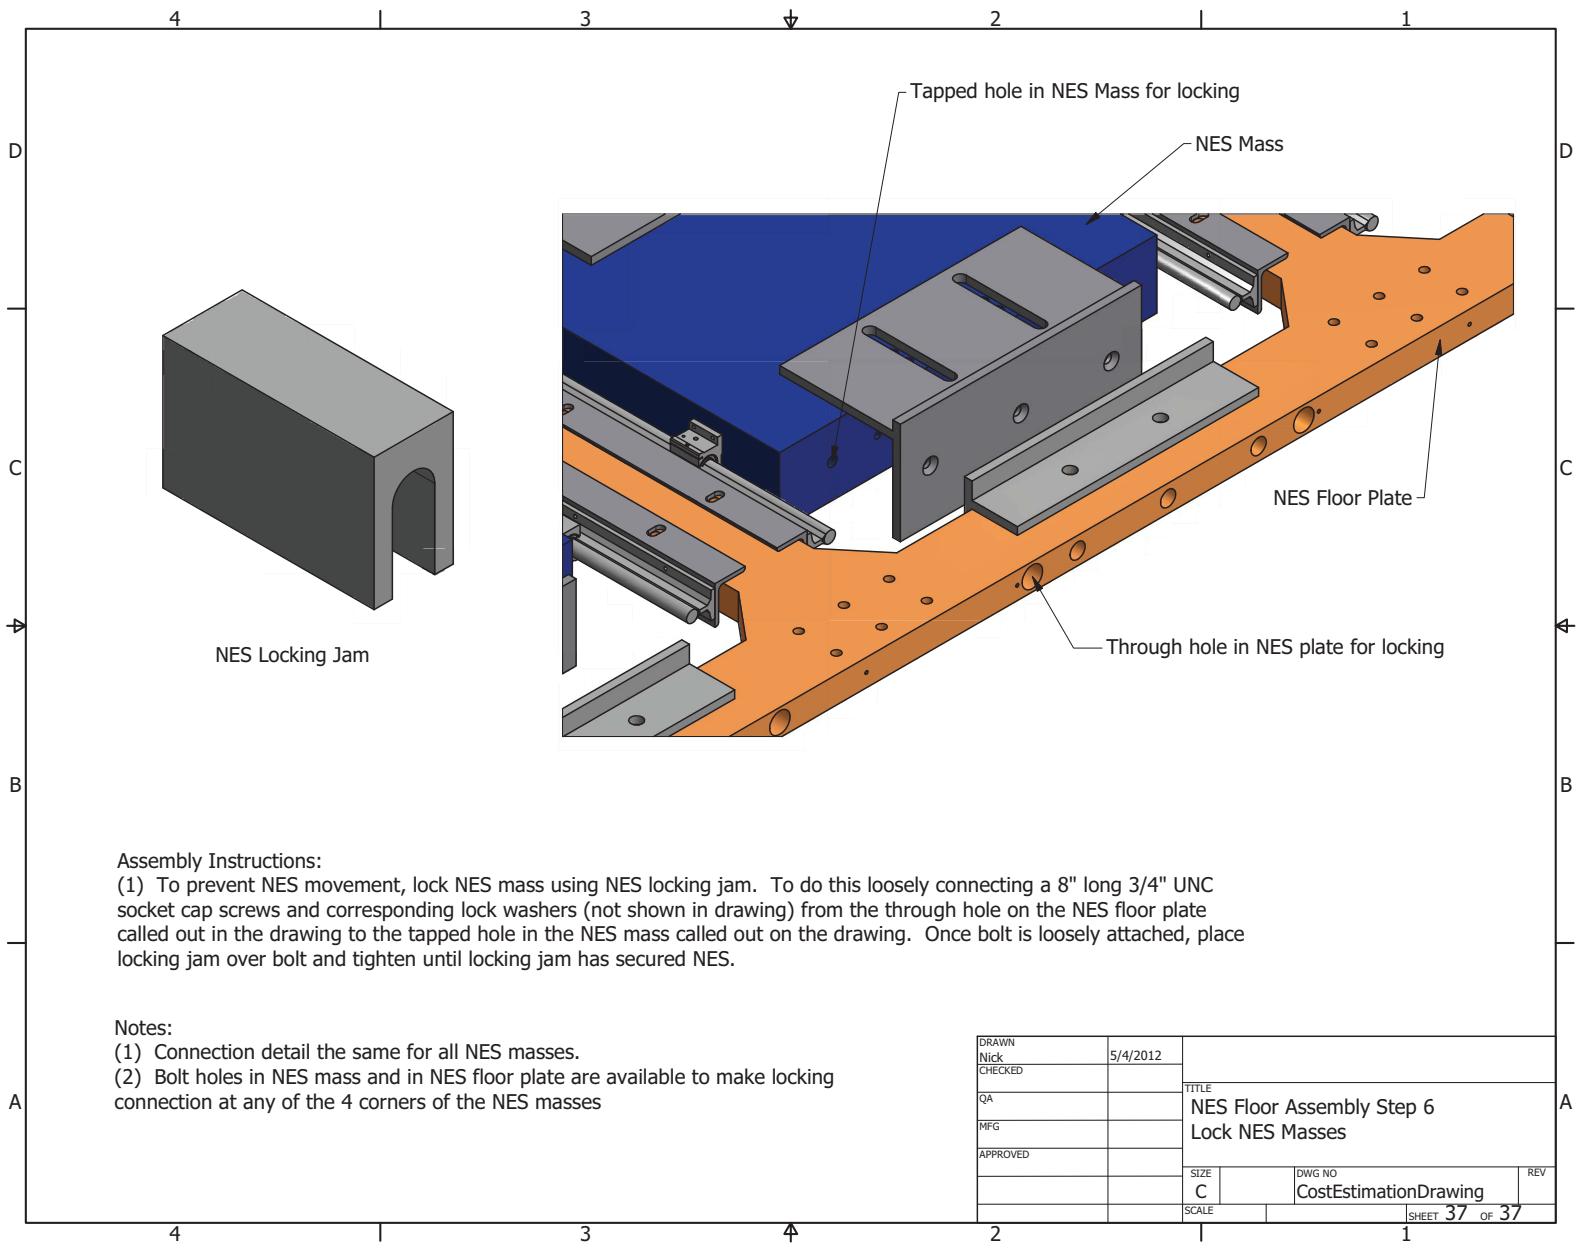 4 3 2 1
Tapped hole in NES Mass for locking
D NES Mass D
C C
NES Floor Plate
Through hole in NES plate for locking
NES Locking Jam
B B
Assembly Instructions:
(1) To prevent NES movement, lock NES mass using NES locking jam. To do this loosely connecting a 8" long 3/4" UNC
socket cap screws and corresponding lock washers (not shown in drawing) from the through hole on the NES floor plate
called out in the drawing to the tapped hole in the NES mass called out on the drawing. Once bolt is loosely attached, place
locking jam over bolt and tighten until locking jam has secured NES.
Notes:
(1) Connection detail the same for all NES masses.
(2) Bolt holes in NES mass and in NES floor plate are available to make locking
connection at any of the 4 corners of the NES masses
A A
DRAWN
Nick 5/4/2012
CHECKED
QA
MFG
APPROVED
TITLE
NES Floor Assembly Step 6
Lock NES Masses
SIZE
C
DWG NO
CostEstimationDrawing
REV
SCALE
SHEET 37 OF 37
4 3 2 1